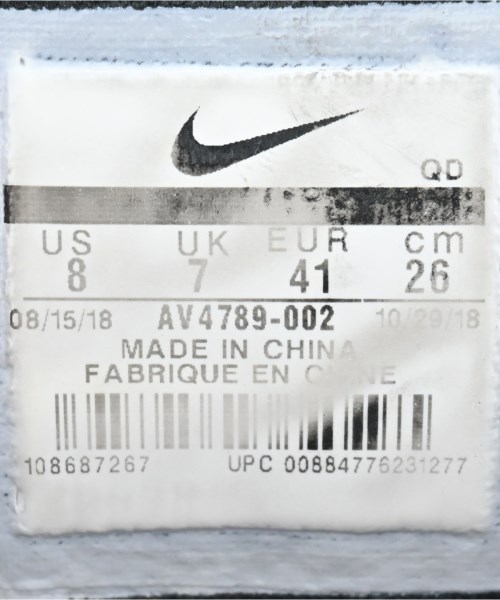 QD
US UK EUR cm
8 7 41 26
08/15/18 AV4789-002 10/29/18
MADE IN CHINA
FABRIQUE EN CHINE
108687267 UPC 00884776231277